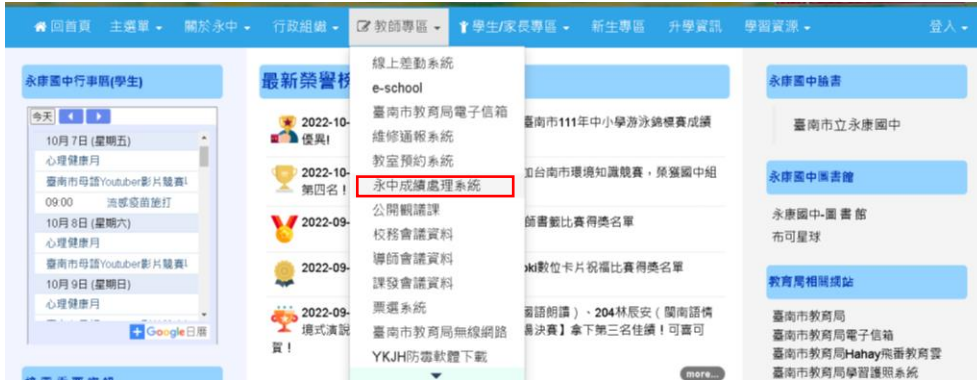 回首頁 主選單 關於永中 行政組織 教師專區 學生/家長專區 新生專區 升學資訊 學習資源 登入
永康國中行事曆(學生)
今天
10月 7日 (星期五)
心理健康月
臺南市母語Youtuber影片競賽
09:00 流感疫苗施打
10月 8日 (星期六)
心理健康月
臺南市母語Youtuber影片競賽
10月 9日 (星期日)
心理健康月
Google日曆
最新榮譽榜
2022-10- 臺南市111年中小學游泳錦標賽成績
優異!
2022-10- 加台南市環境知識競賽，榮獲國中組
第四名！
2022-09- 師書籤比賽得獎名單
2022-09- oki數位卡片祝福比賽得獎名單
2022-09- 國語朗讀）、204林辰安（閩南語情
境式演說 決賽】拿下第三名佳績！可喜可
賀！
more...
線上差勤系統
e-school
臺南市教育局電子信箱
維修通報系統
教室預約系統
永中成績處理系統
公開觀議課
校務會議資料
導師會議資料
課發會議資料
票選系統
臺南市教育局無線網路
YKJH防毒軟體下載
永康國中臉書
臺南市立永康國中
永康國中圖書館
永康國中-圖 書 館
布可星球
教育局相關網站
臺南市教育局
臺南市教育局電子信箱
臺南市教育局Hahay飛番教育雲
臺南市教育局學習護照系統